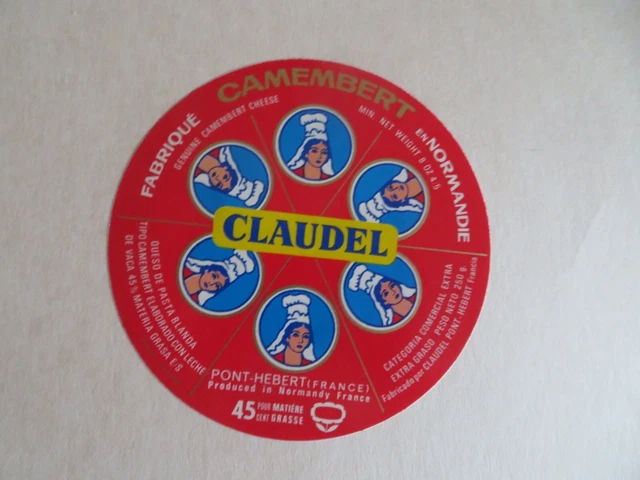 CAMEMBERT
FABRIQUÉ
EN NORMANDIE
GENUINE CAMEMBERT CHEESE
MIN. NET WEIGHT 8 OZ 4/5
CLAUDEL
QUESO DE PASTA BLANDA
TIPO CAMEMBERT ELABORADO CON LECHE
DE VACA 45% MATERIA GRASA E/S
CATEGORIA COMERCIAL EXTRA
EXTRA GRASO PESO NETO 250 g.
Fabricado por CLAUDEL PONT-HEBERT Francia
PONT-HEBERT (FRANCE)
Produced in Normandy France
45 POUR CENT MATIÈRE GRASSE